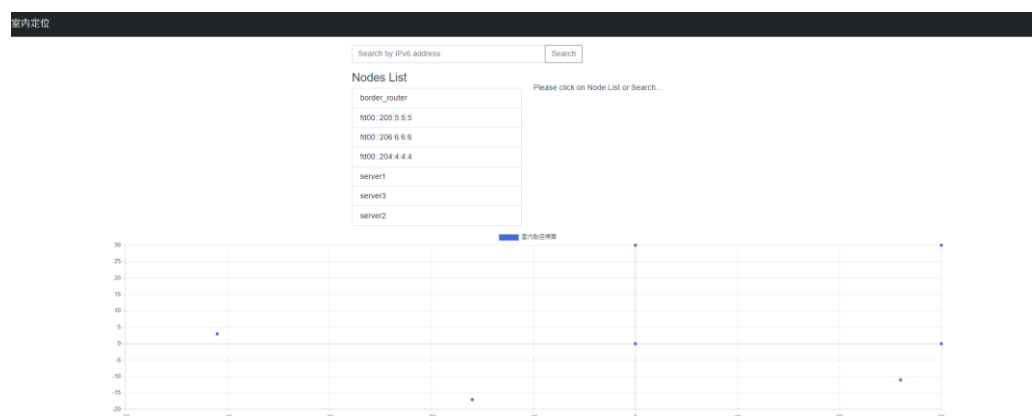 室内定位
Search by IPv6 address
Search
Nodes List
Please click on Node List or Search...
border_router
fd00::205:5:5:5
fd00::206:6:6:6
fd00::204:4:4:4
server1
server3
server2
30
25
20
15
10
5
0
-5
-10
-15
-20